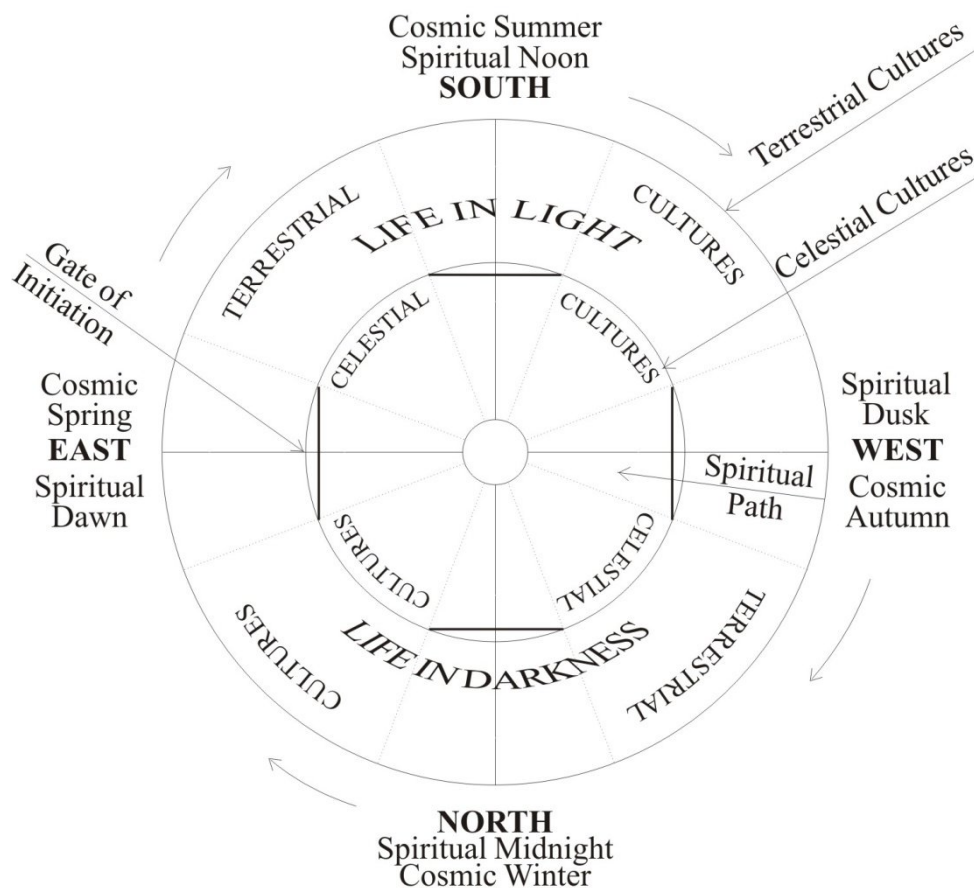 Cosmic Summer
Spiritual Noon
SOUTH
Terrestrial Cultures
Celestial Cultures
TERRESTRIAL
LIFE IN LIGHT
CULTURES
Gate of
Initiation
CELESTIAL
CULTURES
Cosmic
Spring
EAST
Spiritual
Dawn
Spiritual
Dusk
WEST
Cosmic
Autumn
Spiritual
Path
CULTURES
CELESTIAL
CULTURES
LIFE IN DARKNESS
TERRESTRIAL
NORTH
Spiritual Midnight
Cosmic Winter